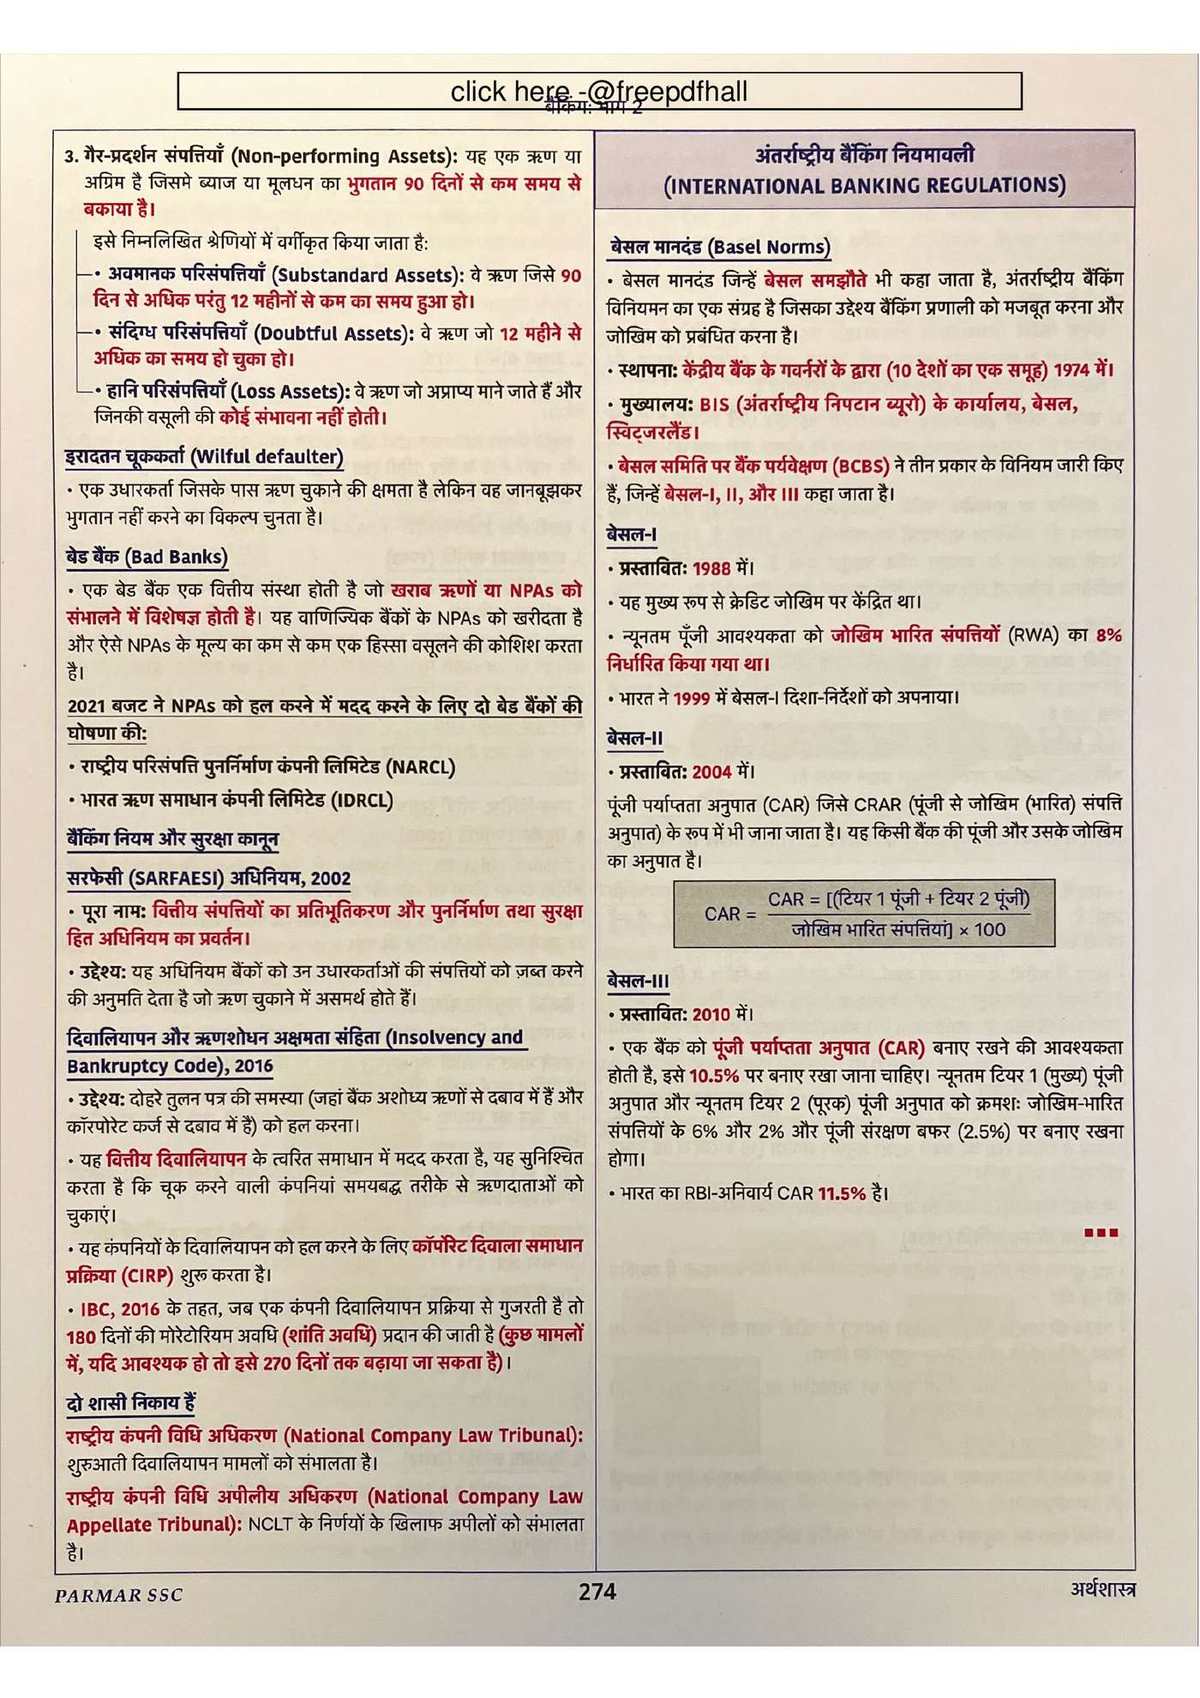 click here -@freepdfhall
बैंकिंग: भाग 2
3. गैर-प्रदर्शन संपत्तियाँ (Non-performing Assets): यह एक ऋण या
अग्रिम है जिसमे ब्याज या मूलधन का भुगतान 90 दिनों से कम समय से
बकाया है।
इसे निम्नलिखित श्रेणियों में वर्गीकृत किया जाता है:
• अवमानक परिसंपत्तियाँ (Substandard Assets): वे ऋण जिसे 90
दिन से अधिक परंतु 12 महीनों से कम का समय हुआ हो।
• संदिग्ध परिसंपत्तियाँ (Doubtful Assets): वे ऋण जो 12 महीने से
अधिक का समय हो चुका हो।
• हानि परिसंपत्तियाँ (Loss Assets): वे ऋण जो अप्राप्य माने जाते हैं और
जिनकी वसूली की कोई संभावना नहीं होती।
इरादतन चूककर्ता (Wilful defaulter)
• एक उधारकर्ता जिसके पास ऋण चुकाने की क्षमता है लेकिन वह जानबूझकर
भुगतान नहीं करने का विकल्प चुनता है।
बेड बैंक (Bad Banks)
• एक बेड बैंक एक वित्तीय संस्था होती है जो खराब ऋणों या NPAs को
संभालने में विशेषज्ञ होती है। यह वाणिज्यिक बैंकों के NPAs को खरीदता है
और ऐसे NPAs के मूल्य का कम से कम एक हिस्सा वसूलने की कोशिश करता
है।
2021 बजट ने NPAs को हल करने में मदद करने के लिए दो बेड बैंकों की
घोषणा की:
• राष्ट्रीय परिसंपत्ति पुनर्निर्माण कंपनी लिमिटेड (NARCL)
• भारत ऋण समाधान कंपनी लिमिटेड (IDRCL)
बैंकिंग नियम और सुरक्षा कानून
सरफेसी (SARFAESI) अधिनियम, 2002
• पूरा नाम: वित्तीय संपत्तियों का प्रतिभूतिकरण और पुनर्निर्माण तथा सुरक्षा
हित अधिनियम का प्रवर्तन।
• उद्देश्य: यह अधिनियम बैंकों को उन उधारकर्ताओं की संपत्तियों को ज़ब्त करने
की अनुमति देता है जो ऋण चुकाने में असमर्थ होते हैं।
दिवालियापन और ऋणशोधन अक्षमता संहिता (Insolvency and
Bankruptcy Code), 2016
• उद्देश्य: दोहरे तुलन पत्र की समस्या (जहां बैंक अशोध्य ऋणों से दबाव में हैं और
कॉरपोरेट कर्ज से दबाव में हैं) को हल करना।
• यह वित्तीय दिवालियापन के त्वरित समाधान में मदद करता है, यह सुनिश्चित
करता है कि चूक करने वाली कंपनियां समयबद्ध तरीके से ऋणदाताओं को
चुकाएं।
• यह कंपनियों के दिवालियापन को हल करने के लिए कॉर्पोरेट दिवाला समाधान
प्रक्रिया (CIRP) शुरू करता है।
• IBC, 2016 के तहत, जब एक कंपनी दिवालियापन प्रक्रिया से गुजरती है तो
180 दिनों की मोरेटोरियम अवधि (शांति अवधि) प्रदान की जाती है (कुछ मामलों
में, यदि आवश्यक हो तो इसे 270 दिनों तक बढ़ाया जा सकता है)।
दो शासी निकाय हैं
राष्ट्रीय कंपनी विधि अधिकरण (National Company Law Tribunal):
शुरुआती दिवालियापन मामलों को संभालता है।
राष्ट्रीय कंपनी विधि अपीलीय अधिकरण (National Company Law
Appellate Tribunal): NCLT के निर्णयों के खिलाफ अपीलों को संभालता
है।
अंतर्राष्ट्रीय बैंकिंग नियमावली
(INTERNATIONAL BANKING REGULATIONS)
बेसल मानदंड (Basel Norms)
• बेसल मानदंड जिन्हें बेसल समझौते भी कहा जाता है, अंतर्राष्ट्रीय बैंकिंग
विनियमन का एक संग्रह है जिसका उद्देश्य बैंकिंग प्रणाली को मजबूत करना और
जोखिम को प्रबंधित करना है।
• स्थापना: केंद्रीय बैंक के गवर्नरों के द्वारा (10 देशों का एक समूह) 1974 में।
• मुख्यालय: BIS (अंतर्राष्ट्रीय निपटान ब्यूरो) के कार्यालय, बेसल,
स्विट्जरलैंड।
• बेसल समिति पर बैंक पर्यवेक्षण (BCBS) ने तीन प्रकार के विनियम जारी किए
हैं, जिन्हें बेसल-I, II, और III कहा जाता है।
बेसल-I
• प्रस्तावित: 1988 में।
• यह मुख्य रूप से क्रेडिट जोखिम पर केंद्रित था।
• न्यूनतम पूँजी आवश्यकता को जोखिम भारित संपत्तियों (RWA) का 8%
निर्धारित किया गया था।
• भारत ने 1999 में बेसल-I दिशा-निर्देशों को अपनाया।
बेसल-II
• प्रस्तावित: 2004 में।
पूंजी पर्याप्तता अनुपात (CAR) जिसे CRAR (पूंजी से जोखिम (भारित) संपत्ति
अनुपात) के रूप में भी जाना जाता है। यह किसी बैंक की पूंजी और उसके जोखिम
का अनुपात है।
CAR = CAR = [(टियर 1 पूंजी + टियर 2 पूंजी)
जोखिम भारित संपत्तियां] × 100
बेसल-III
• प्रस्तावित: 2010 में।
• एक बैंक को पूंजी पर्याप्तता अनुपात (CAR) बनाए रखने की आवश्यकता
होती है, इसे 10.5% पर बनाए रखा जाना चाहिए। न्यूनतम टियर 1 (मुख्य) पूंजी
अनुपात और न्यूनतम टियर 2 (पूरक) पूंजी अनुपात को क्रमशः जोखिम-भारित
संपत्तियों के 6% और 2% और पूंजी संरक्षण बफर (2.5%) पर बनाए रखना
होगा।
• भारत का RBI-अनिवार्य CAR 11.5% है।
PARMAR SSC
274
अर्थशास्त्र